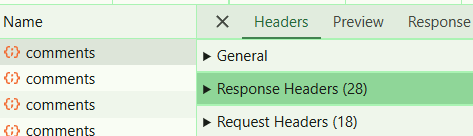 Name
Headers Preview Response
comments
General
comments
Response Headers (28)
comments
Request Headers (18)
comments